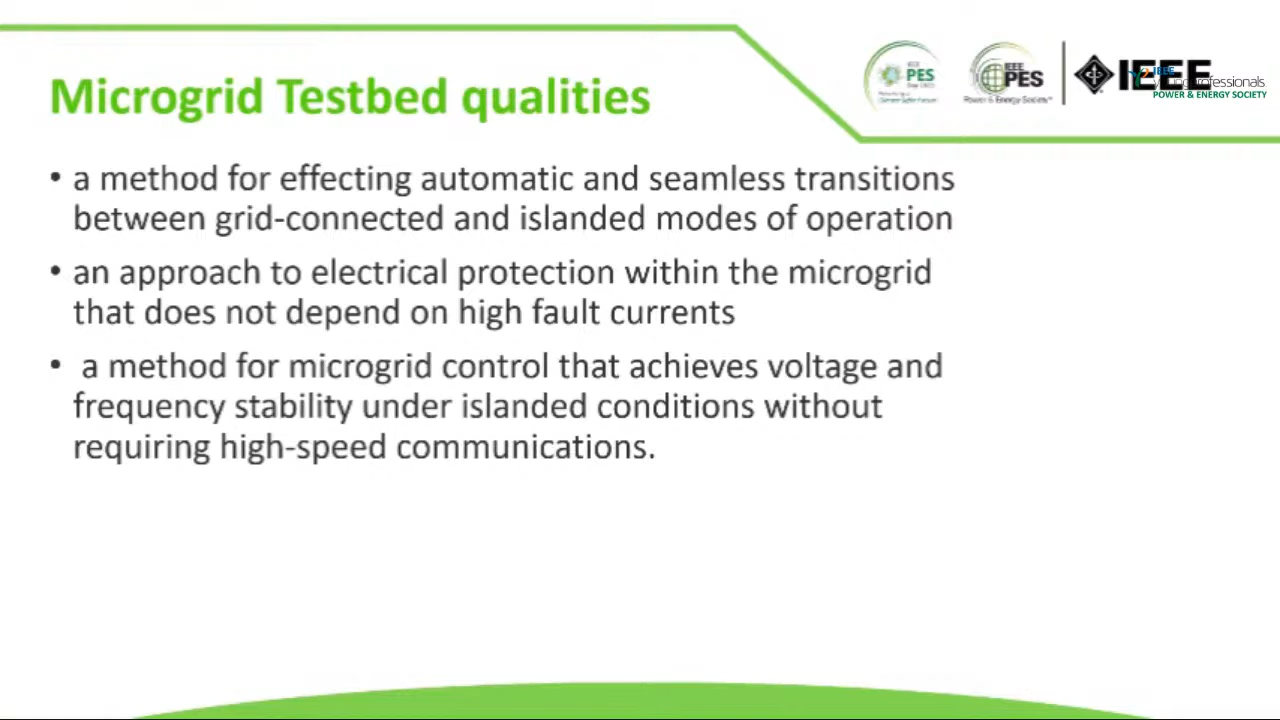 Microgrid Testbed qualities
IEEE
PES
IEEE
PES
Power & Energy Society
IEEE
IEEE
POWER & ENERGY SOCIETY
• a method for effecting automatic and seamless transitions
between grid-connected and islanded modes of operation
• an approach to electrical protection within the microgrid
that does not depend on high fault currents
• a method for microgrid control that achieves voltage and
frequency stability under islanded conditions without
requiring high-speed communications.